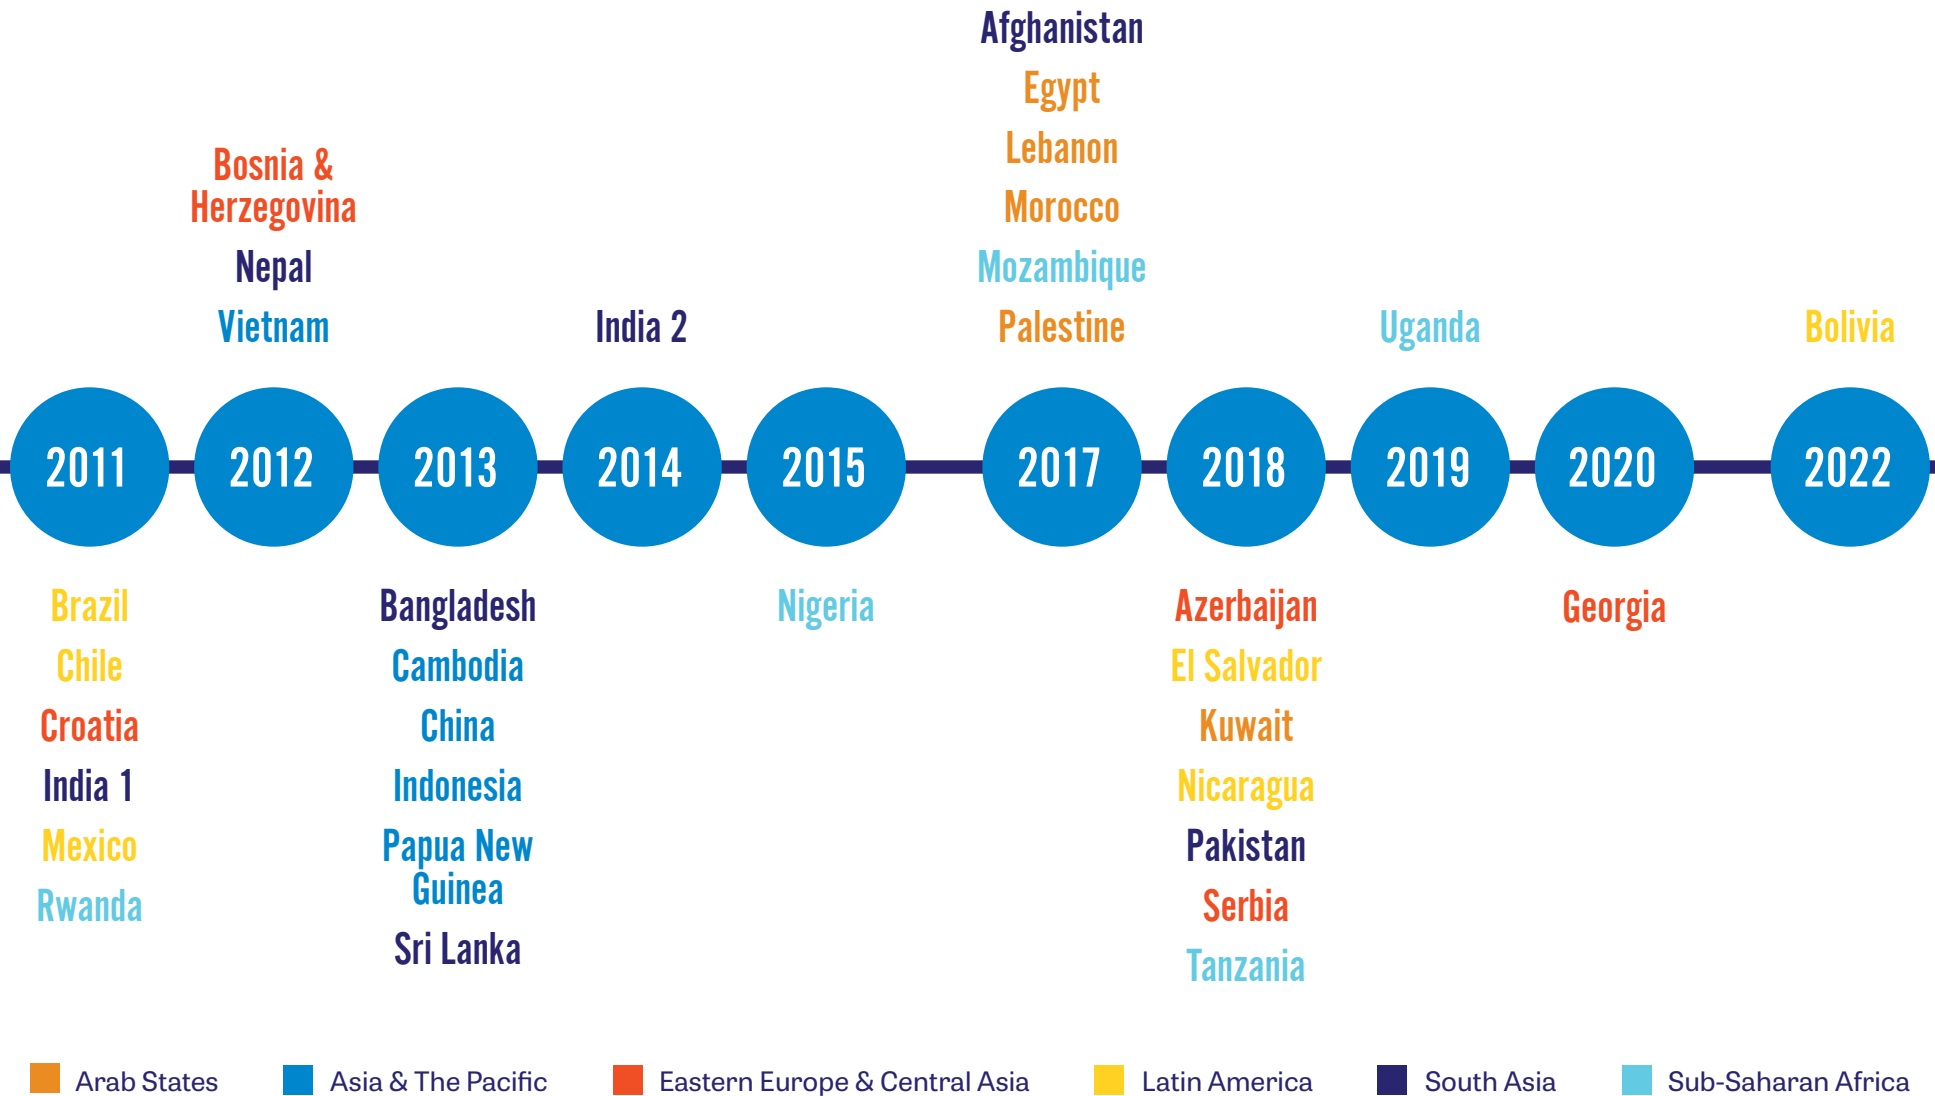 Afghanistan
Egypt
Lebanon
Morocco
Mozambique
Palestine
Bosnia &
Herzegovina
Nepal
Vietnam
India 2
Uganda
Bolivia
2011
2012
2013
2014
2015
2017
2018
2019
2020
2022
Brazil
Chile
Croatia
India 1
Mexico
Rwanda
Bangladesh
Cambodia
China
Indonesia
Papua New
Guinea
Sri Lanka
Nigeria
Azerbaijan
El Salvador
Kuwait
Nicaragua
Pakistan
Serbia
Tanzania
Georgia
Arab States
Asia & The Pacific
Eastern Europe & Central Asia
Latin America
South Asia
Sub-Saharan Africa